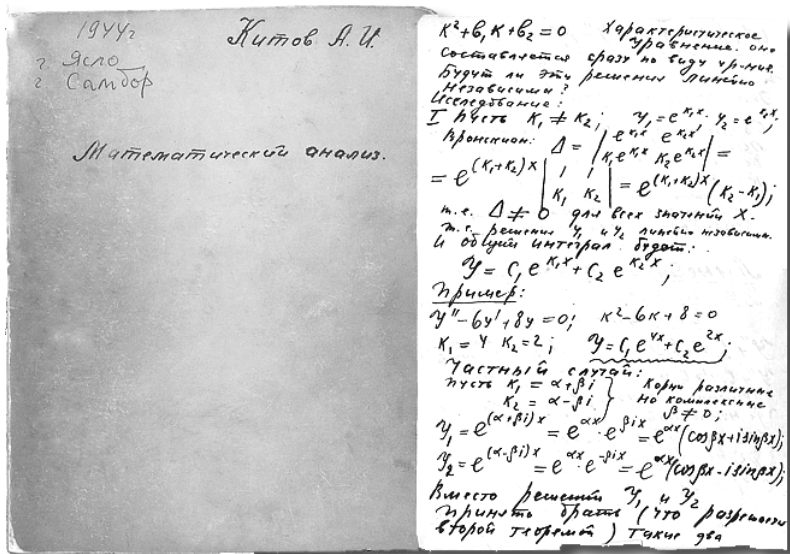 1944г
г. Ясло
г. Самбор
Китов А. И.
Математический анализ.
K²+b₁K+b₂=0 Характеристическое
уравнение. оно
составляется сразу по виду ур-ния.
Будут ли эти решения линейно
независимы?
Исследование:
I Пусть K₁ ≠ K₂; y₁=e^{K₁x}. y₂=e^{K₂x};
Вронскиан: Δ = | e^{K₁x} e^{K₂x} ; K₁e^{K₁x} K₂e^{K₂x} | =
= e^{(K₁+K₂)x} | 1 1 ; K₁ K₂ | = e^{(K₁+K₂)x}(K₂-K₁);
т.е. Δ ≠ 0 для всех значений x.
т.е. решения y₁ и y₂ линейно независимы.
И общий интеграл будет:
y = C₁e^{K₁x}+C₂e^{K₂x};
Пример:
y''-6y'+8y=0; K²-6K+8=0
K₁=4 K₂=2; y=C₁e^{4x}+C₂e^{2x};
Частный случай:
Пусть K₁=α+βi } Корни различные
K₂=α-βi но комплексные
β≠0;
y₁=e^{(α+βi)x}=e^{αx}·e^{βix}=e^{αx}(cosβx+isinβx);
y₂=e^{(α-βi)x}=e^{αx}·e^{-βix}=e^{αx}(cosβx-isinβx);
Вместо решений y₁ и y₂
принято брать (что разрешено
второй теоремой) такие два